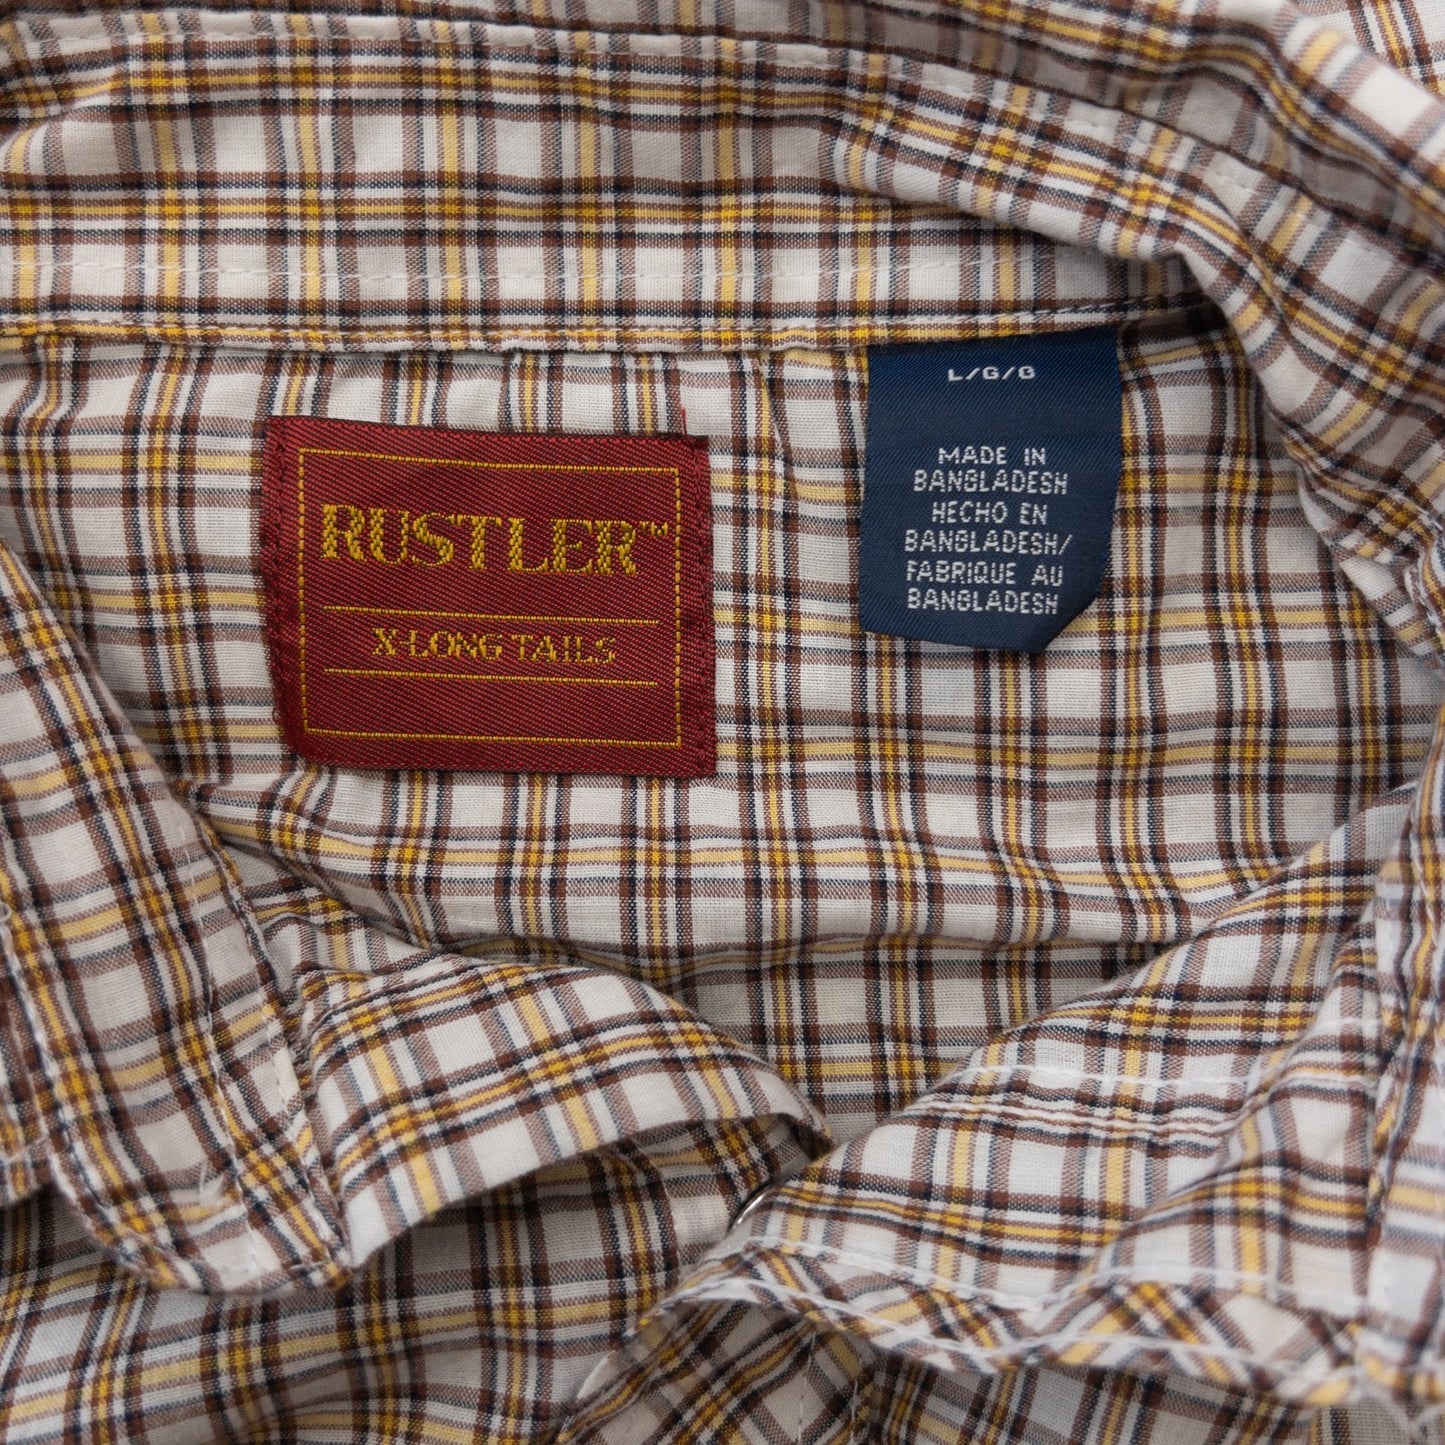 RUSTLER™
X-LONG TAILS
L/G/G
MADE IN
BANGLADESH
HECHO EN
BANGLADESH/
FABRIQUE AU
BANGLADESH